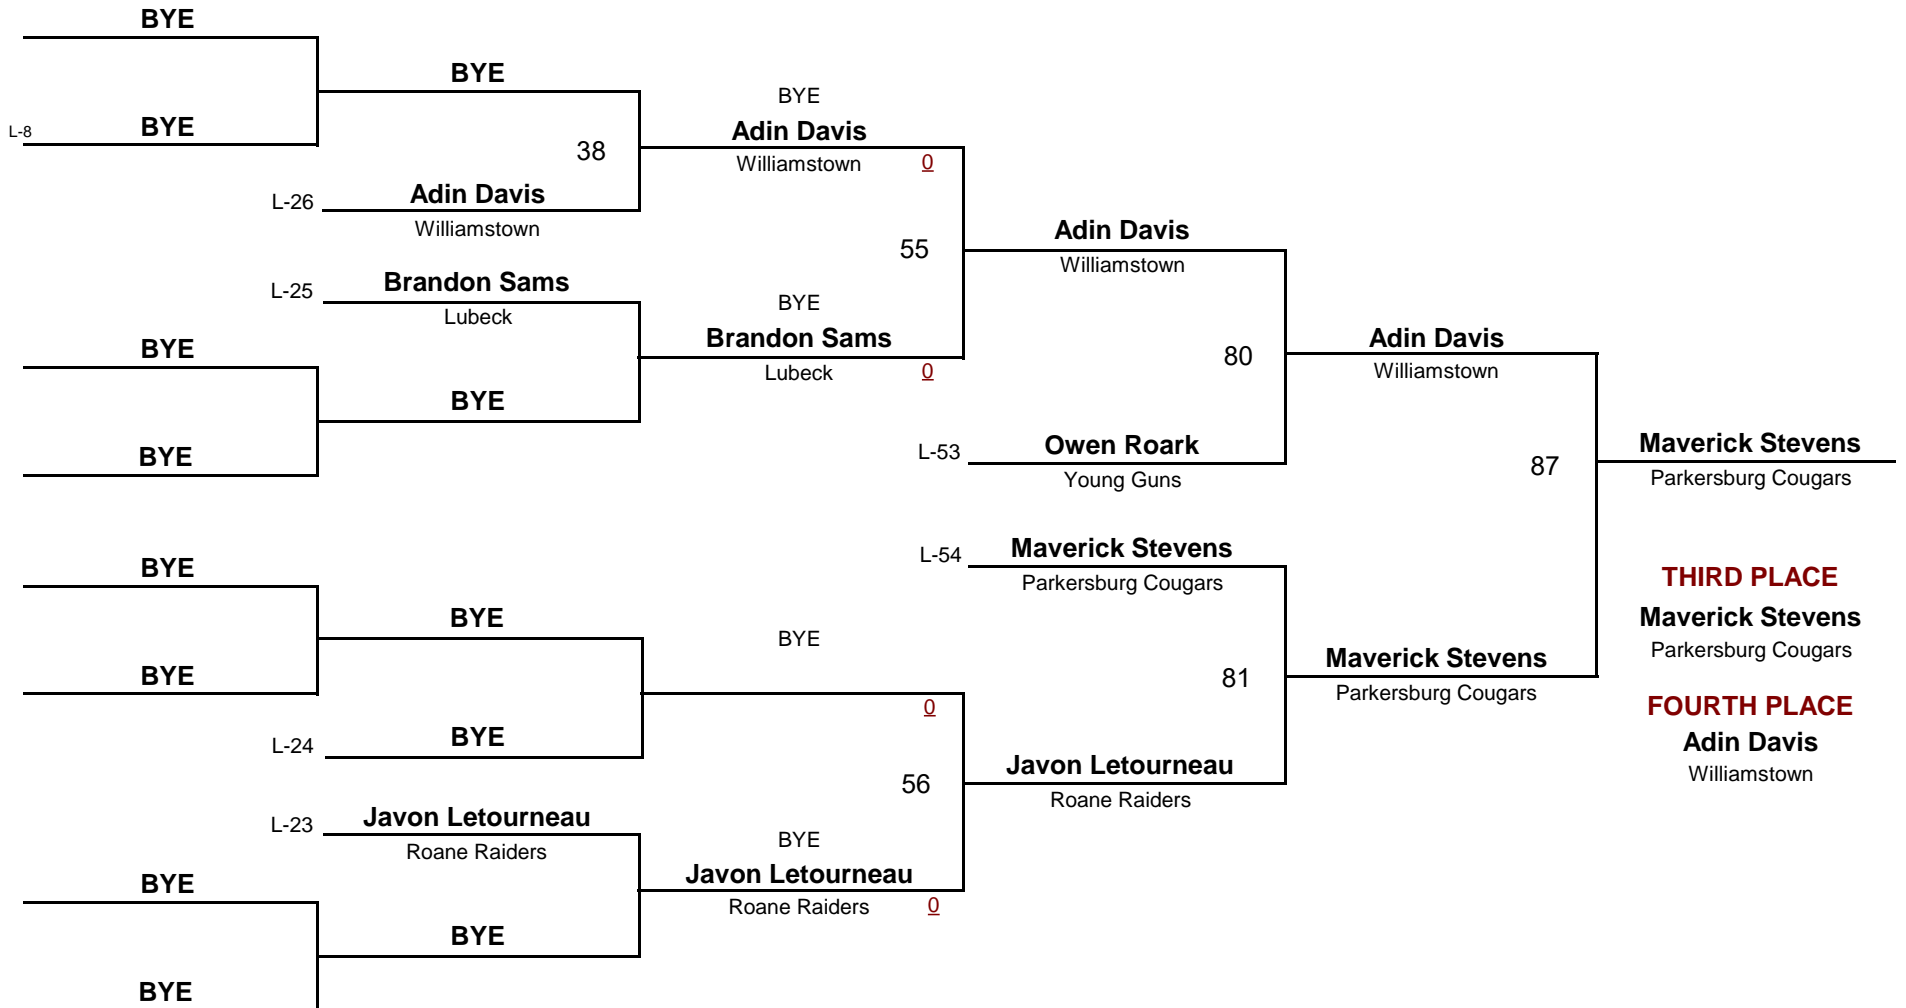 BYE
BYE
BYE
L-8
BYE
Adin Davis
38
Williamstown
0
L-26
Adin Davis
Williamstown
Adin Davis
55
Williamstown
L-25
Brandon Sams
Lubeck
BYE
Brandon Sams
Adin Davis
BYE
80
Lubeck
0
Williamstown
BYE
BYE
L-53
Owen Roark
Maverick Stevens
87
Young Guns
Parkersburg Cougars
L-54
Maverick Stevens
BYE
Parkersburg Cougars
THIRD PLACE
BYE
Maverick Stevens
BYE
Parkersburg Cougars
BYE
Maverick Stevens
81
Parkersburg Cougars
0
FOURTH PLACE
L-24
BYE
Adin Davis
Javon Letourneau
Williamstown
56
Roane Raiders
L-23
Javon Letourneau
BYE
Roane Raiders
BYE
Javon Letourneau
Roane Raiders
0
BYE
BYE